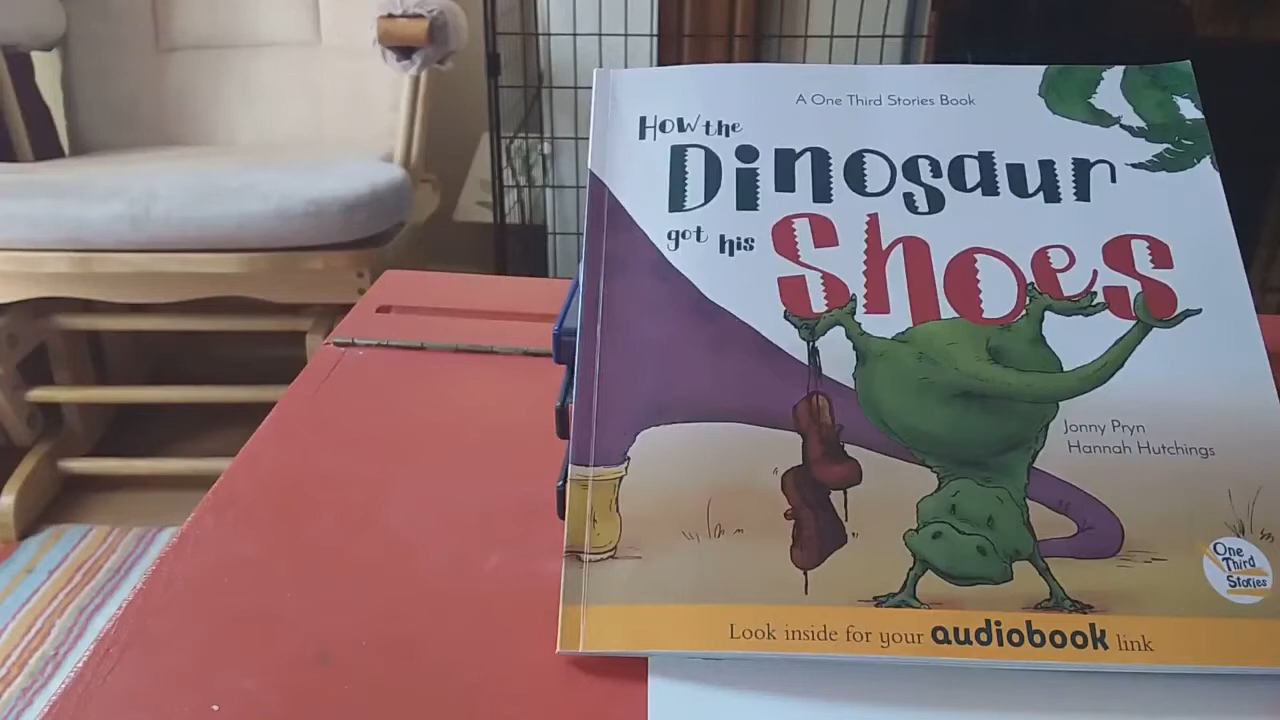 A One Third Stories Book
How the
Dinosaur
got his
Shoes
Jonny Pryn
Hannah Hutchings
One
Third
Stories
Look inside for your audiobook link